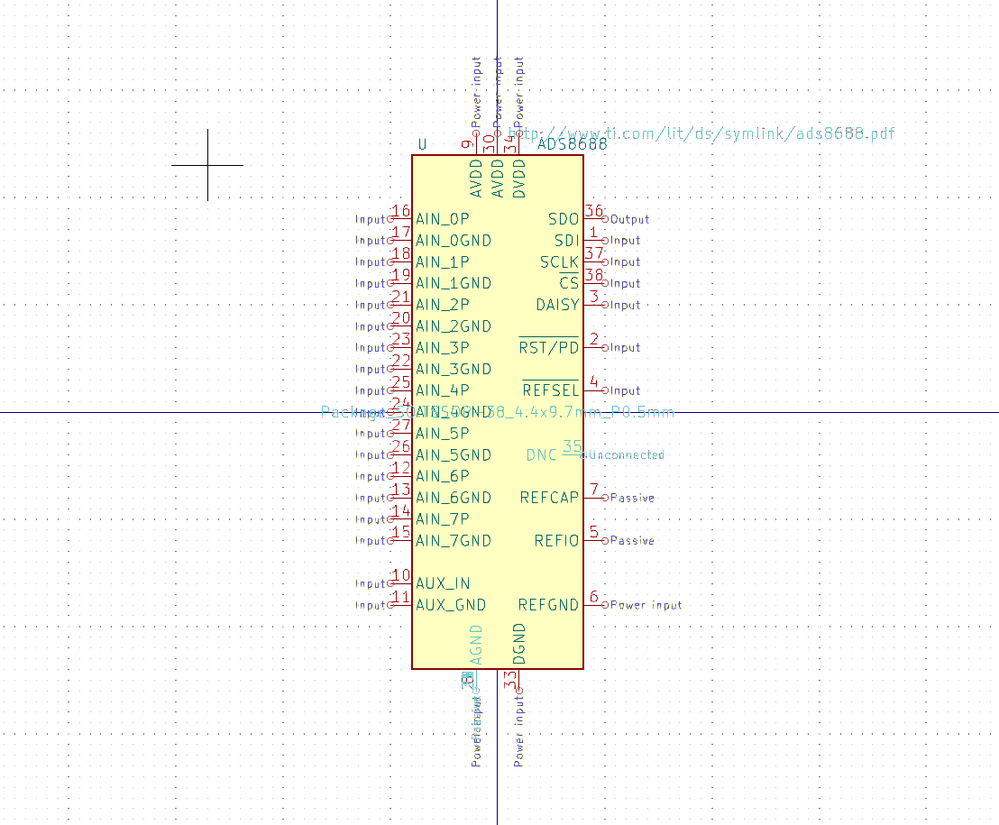 Power input
Power input
Power input
http://www.ti.com/lit/ds/symlink/ads8688.pdf
U 9 30 34 ADS8688
AVDD
AVDD
DVDD
Input 16 AIN_0P SDO 36 Output
Input 17 AIN_0GND SDI 1 Input
Input 18 AIN_1P SCLK 37 Input
Input 19 AIN_1GND CS 38 Input
Input 21 AIN_2P DAISY 3 Input
Input 20 AIN_2GND
Input 23 AIN_3P RST/PD 2 Input
Input 22 AIN_3GND
Input 25 AIN_4P REFSEL 4 Input
24 AIN_4GND
38_4.4x9.7mm_P0.5mm
Input 27 AIN_5P
Input 26 AIN_5GND DNC 35 Unconnected
Input 12 AIN_6P
Input 13 AIN_6GND REFCAP 7 Passive
Input 14 AIN_7P
Input 15 AIN_7GND REFIO 5 Passive
Input 10 AUX_IN
Input 11 AUX_GND REFGND 6 Power input
AGND
DGND
33
Power input
Power input